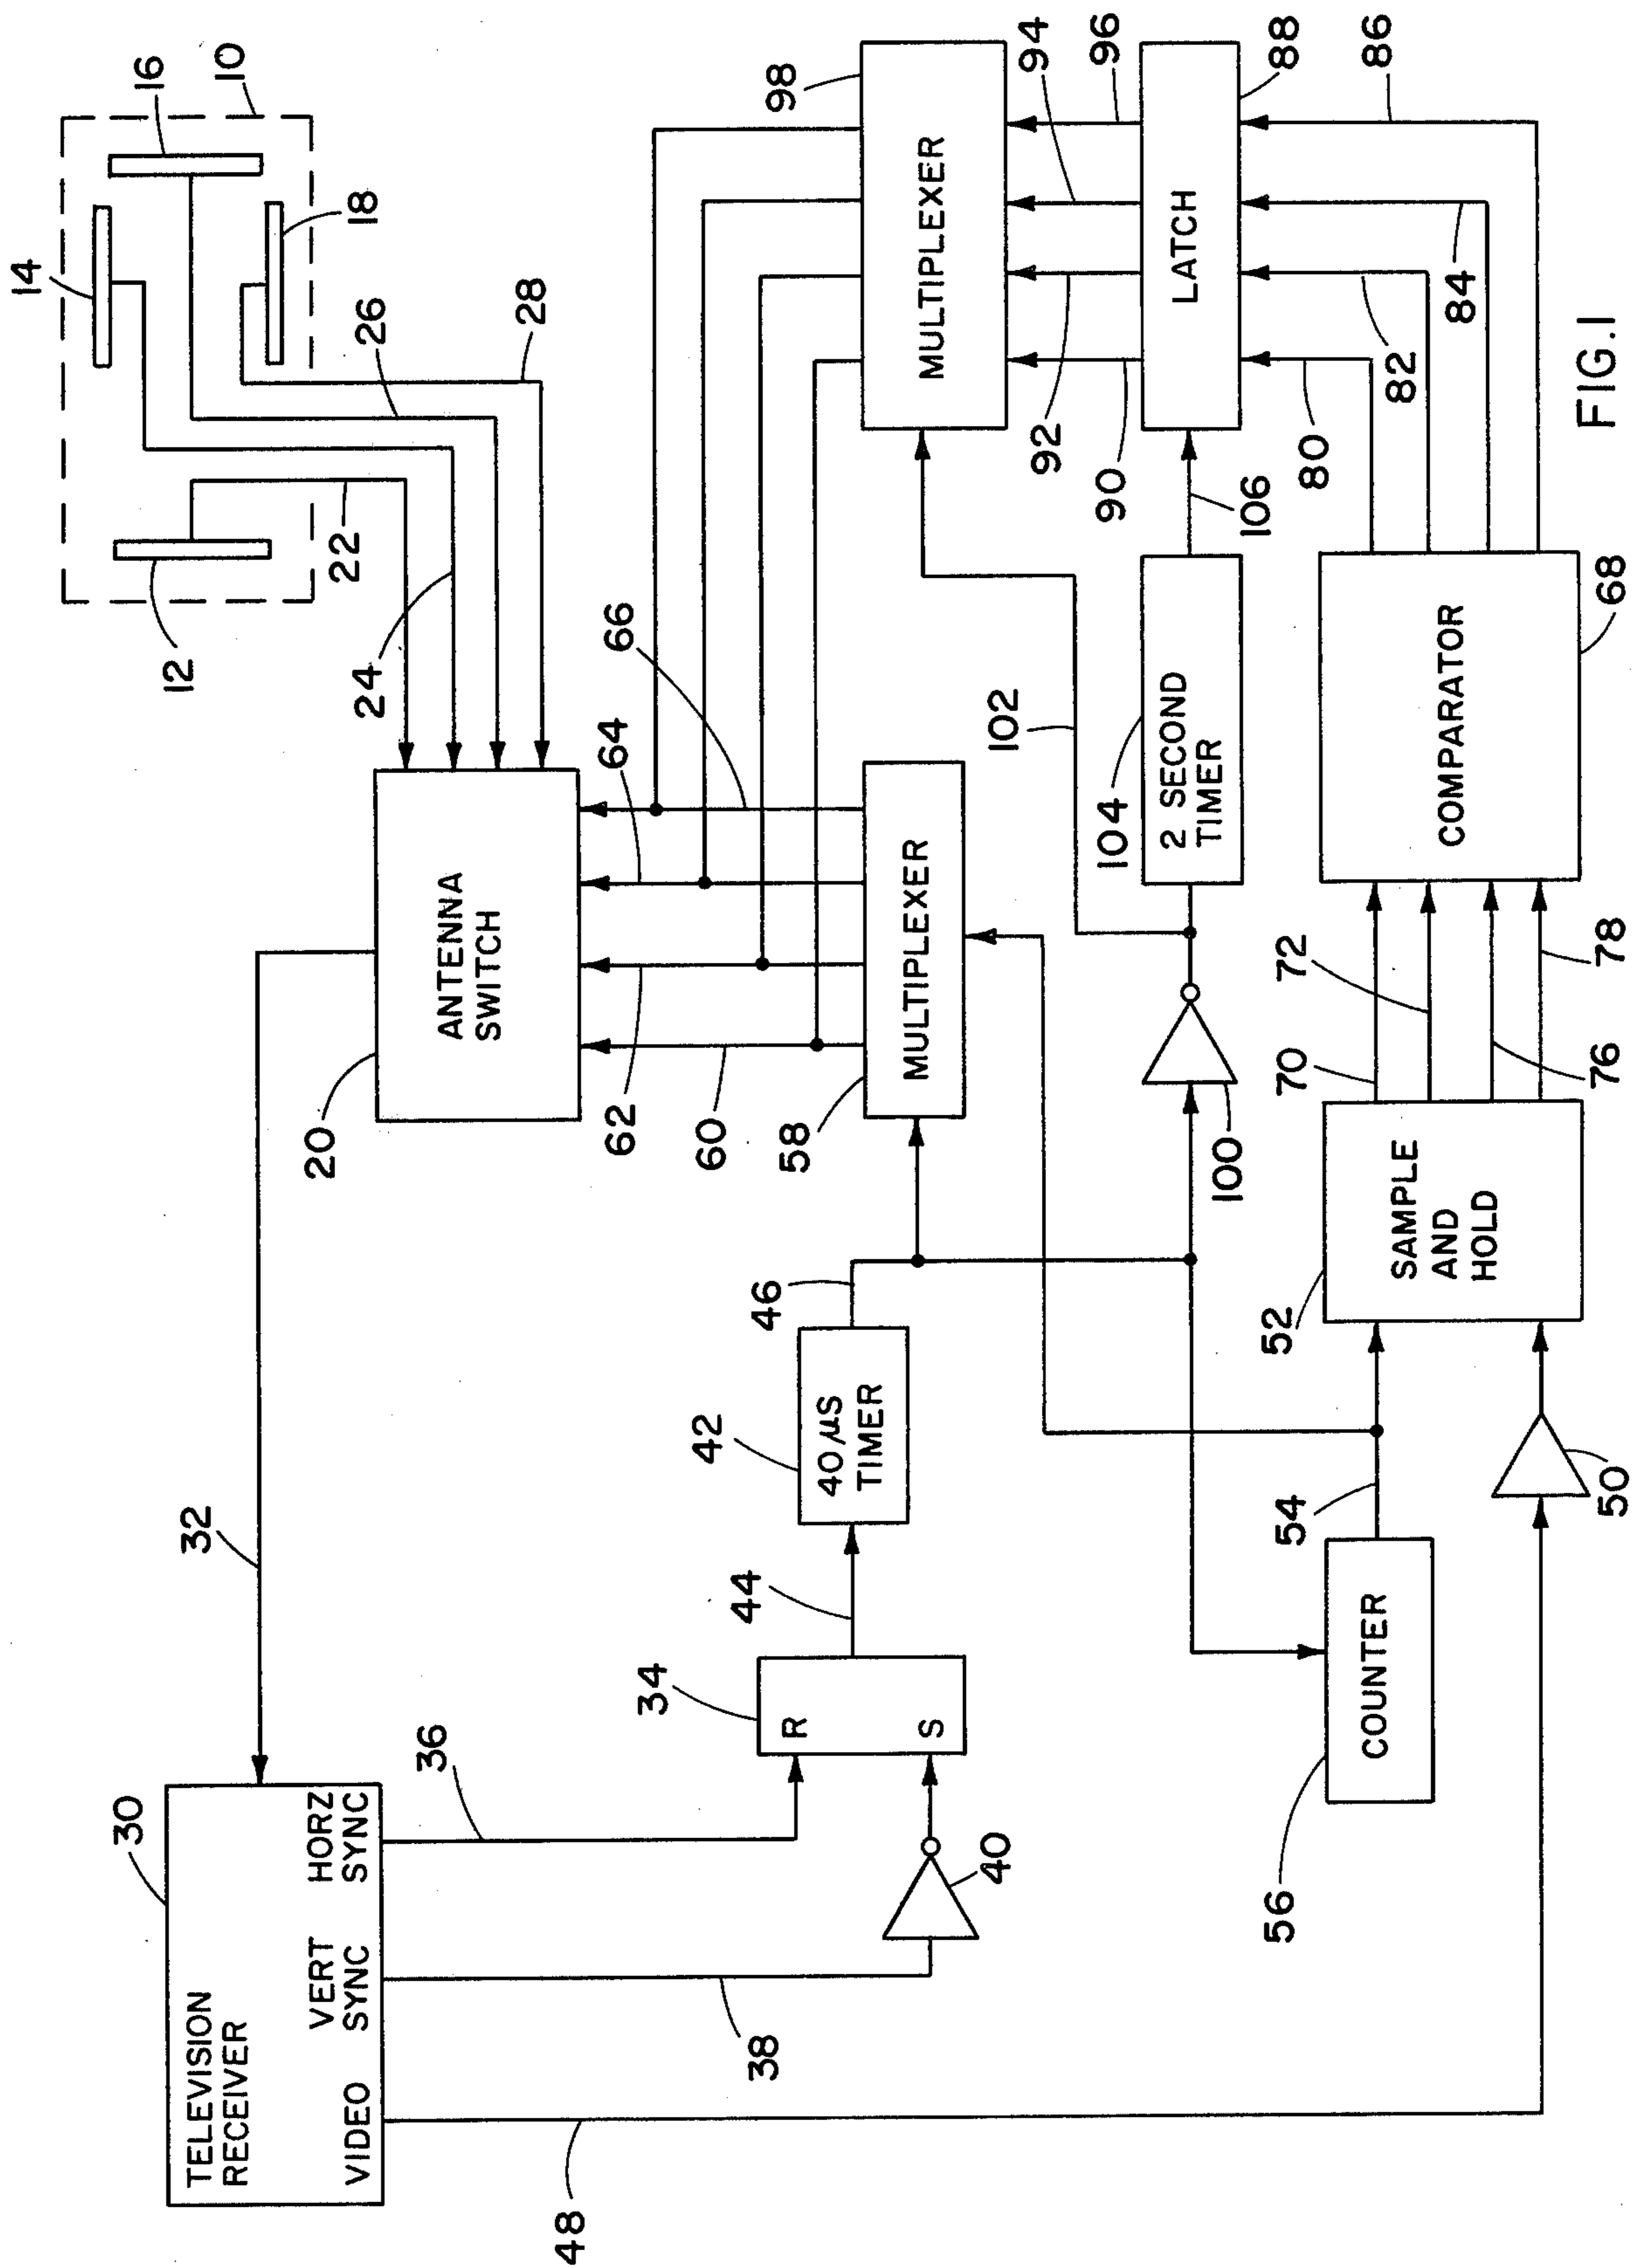 10
16
14
18
12
22
24
26
28
ANTENNA
SWITCH
20
32
30
TELEVISION
RECEIVER
VIDEO
VERT
SYNC
HORZ
SYNC
36
38
40
48
34
R
S
44
42
40 µS
TIMER
46
58
MULTIPLEXER
60
62
64
66
98
MULTIPLEXER
90
92
94
96
LATCH
88
102
104
2 SECOND
TIMER
106
100
80
82
84
86
COMPARATOR
68
70
72
76
78
SAMPLE
AND
HOLD
52
54
50
COUNTER
56
FIG.1